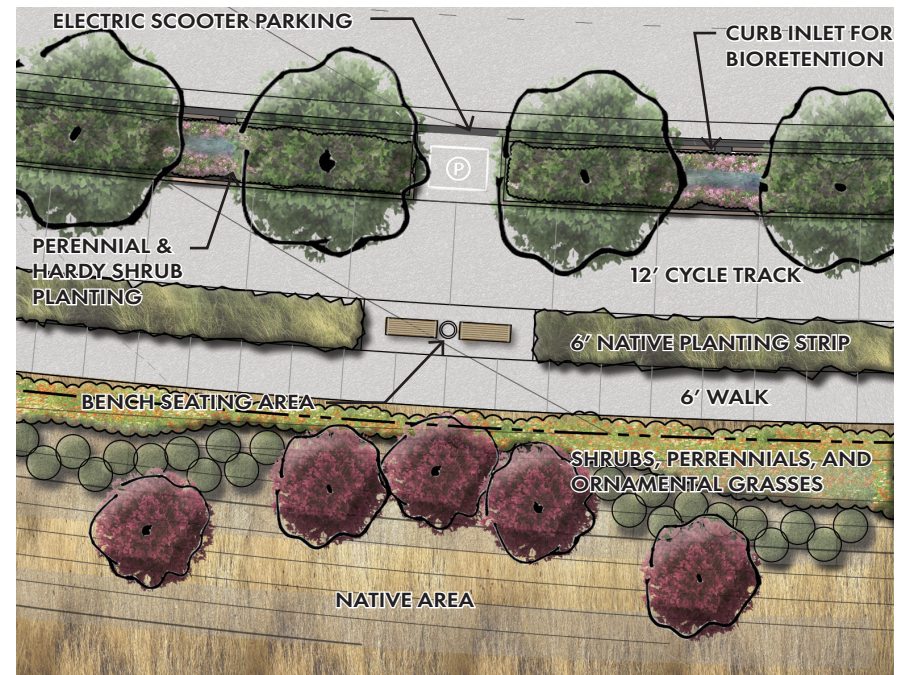 ELECTRIC SCOOTER PARKING
CURB INLET FOR
BIORETENTION
P
PERENNIAL &
HARDY SHRUB
PLANTING
12' CYCLE TRACK
6' NATIVE PLANTING STRIP
BENCH SEATING AREA
6' WALK
SHRUBS, PERRENNIALS, AND
ORNAMENTAL GRASSES
NATIVE AREA